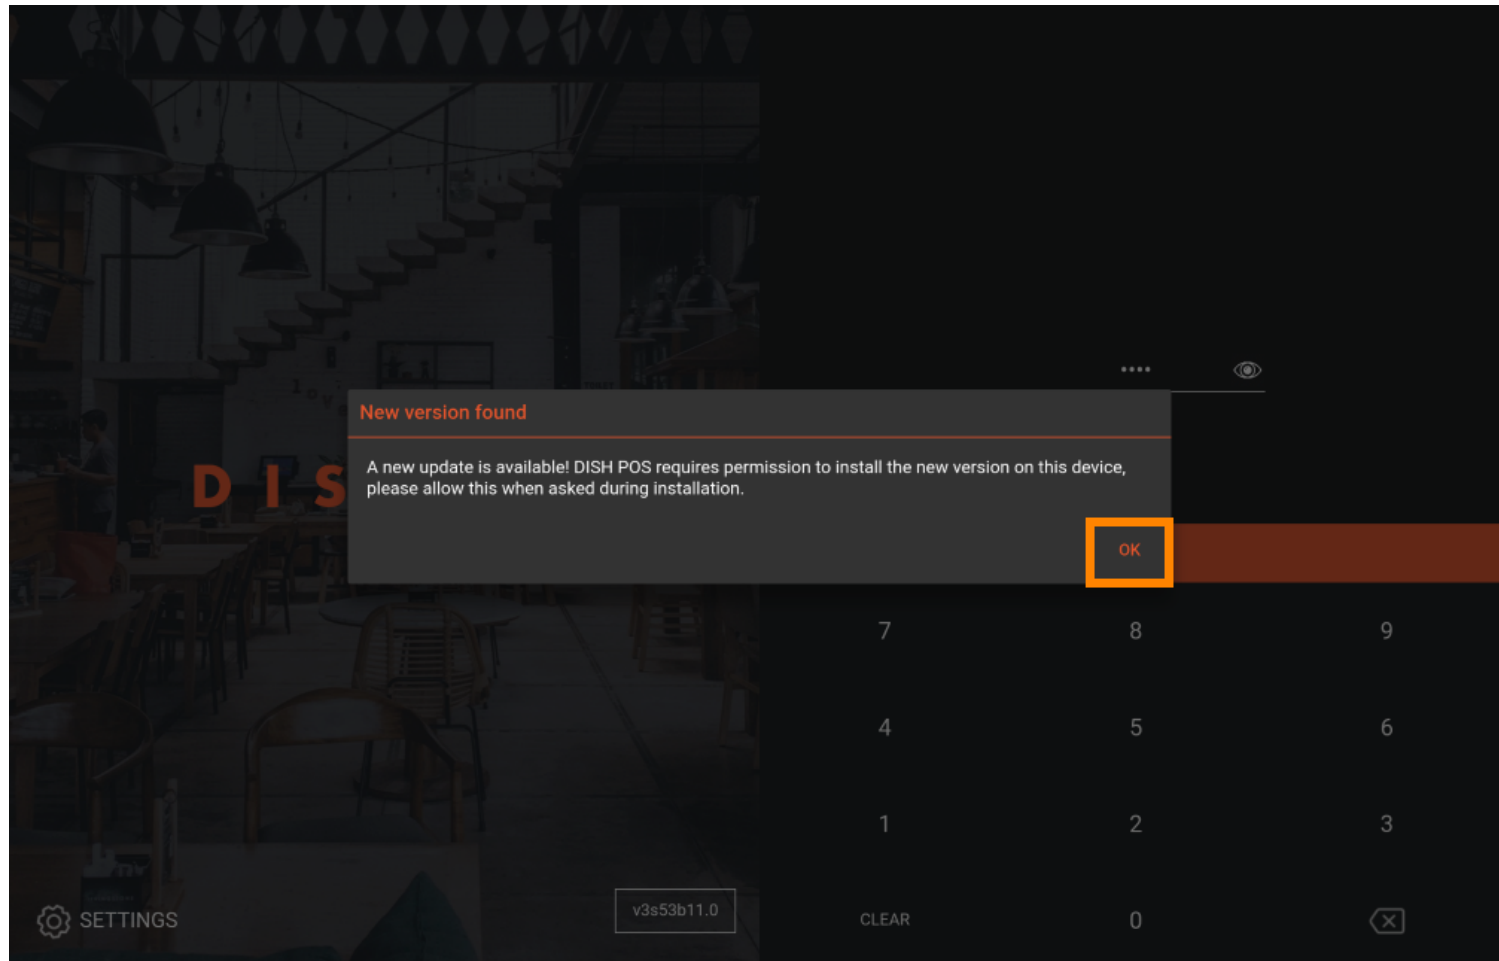 ••••
New version found
A new update is available! DISH POS requires permission to install the new version on this device,
please allow this when asked during installation.
DIS
OK
7 8 9
4 5 6
1 2 3
SETTINGS
v3s53b11.0
CLEAR 0